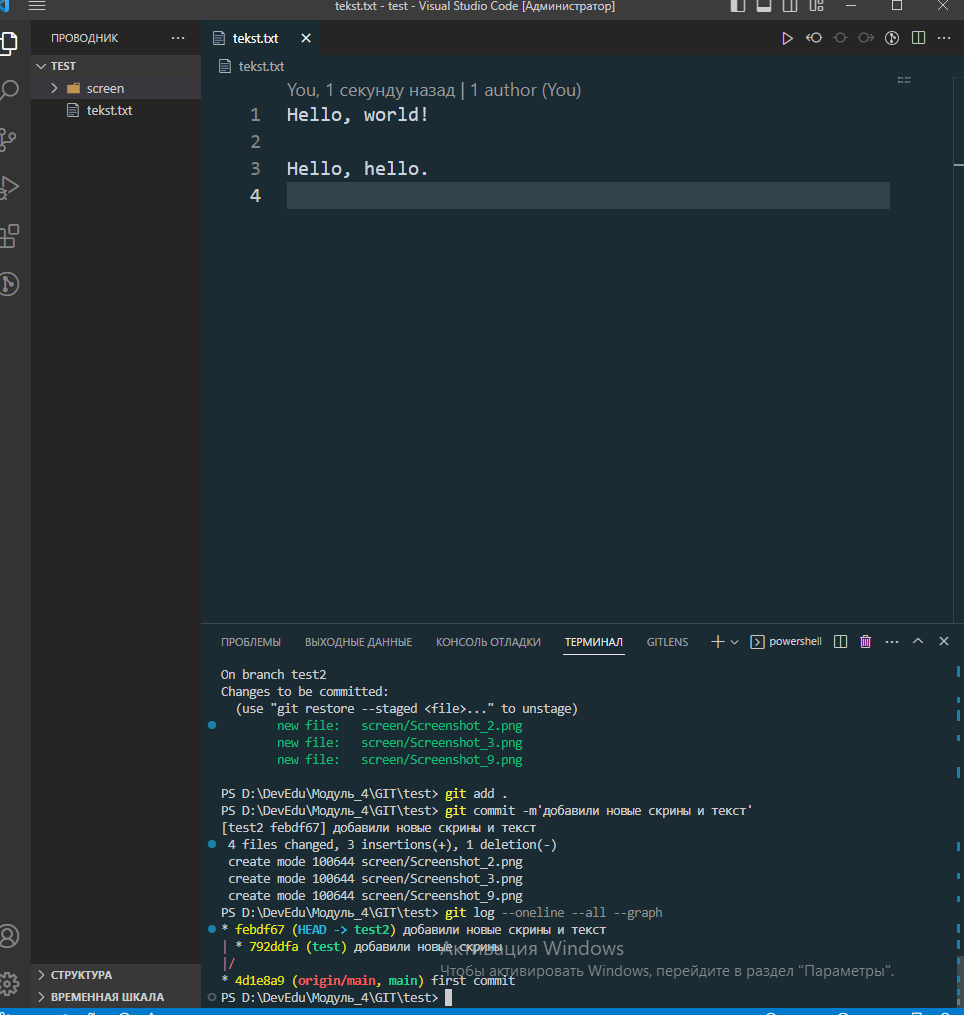 tekst.txt - test - Visual Studio Code [Администратор]
ПРОВОДНИК
tekst.txt
TEST
screen
tekst.txt
tekst.txt
You, 1 секунду назад | 1 author (You)
1 Hello, world!
2
3 Hello, hello.
4
ПРОБЛЕМЫ ВЫХОДНЫЕ ДАННЫЕ КОНСОЛЬ ОТЛАДКИ ТЕРМИНАЛ GITLENS powershell
On branch test2
Changes to be committed:
(use "git restore --staged <file>..." to unstage)
new file: screen/Screenshot_2.png
new file: screen/Screenshot_3.png
new file: screen/Screenshot_9.png
PS D:\DevEdu\Модуль_4\GIT\test> git add .
PS D:\DevEdu\Модуль_4\GIT\test> git commit -m'добавили новые скрины и текст'
[test2 febdf67] добавили новые скрины и текст
4 files changed, 3 insertions(+), 1 deletion(-)
create mode 100644 screen/Screenshot_2.png
create mode 100644 screen/Screenshot_3.png
create mode 100644 screen/Screenshot_9.png
PS D:\DevEdu\Модуль_4\GIT\test> git log --oneline --all --graph
* febdf67 (HEAD -> test2) добавили новые скрины и текст
| * 792ddfa (test) добавили новые скрины
|/
* 4d1e8a9 (origin/main, main) first commit
PS D:\DevEdu\Модуль_4\GIT\test>
Активация Windows
Чтобы активировать Windows, перейдите в раздел "Параметры".
СТРУКТУРА
ВРЕМЕННАЯ ШКАЛА